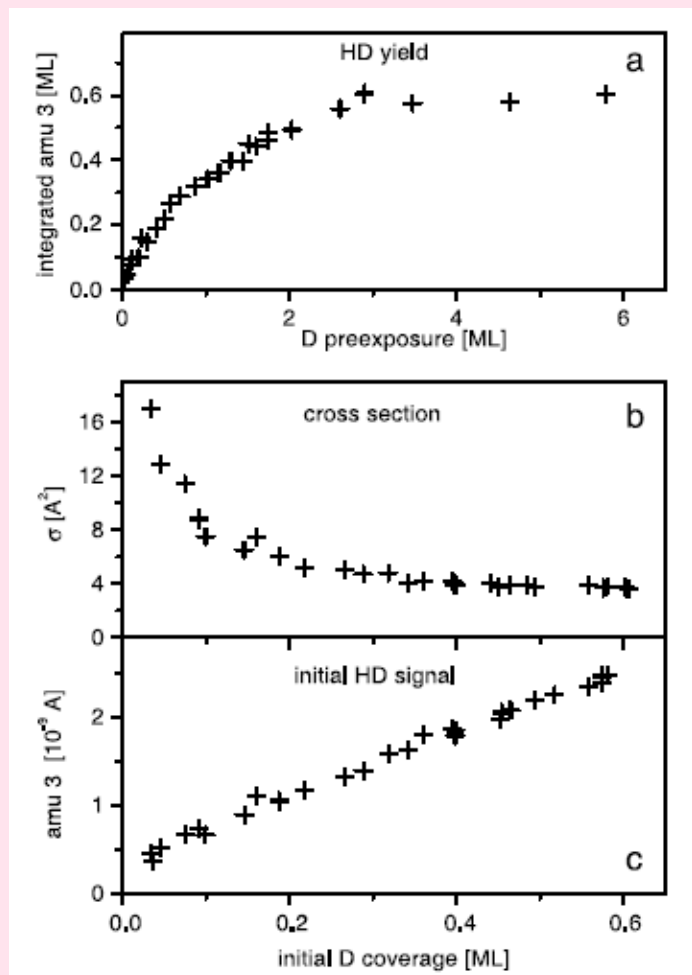 HD yield
a
integrated amu 3 [ML]
0.6
0.4
0.2
0.0
0
2
4
6
D preexposure [ML]
cross section
b
σ [A²]
16
12
8
4
0
initial HD signal
c
amu 3 [10⁻⁹ A]
2
1
0
0.0
0.2
0.4
0.6
initial D coverage [ML]